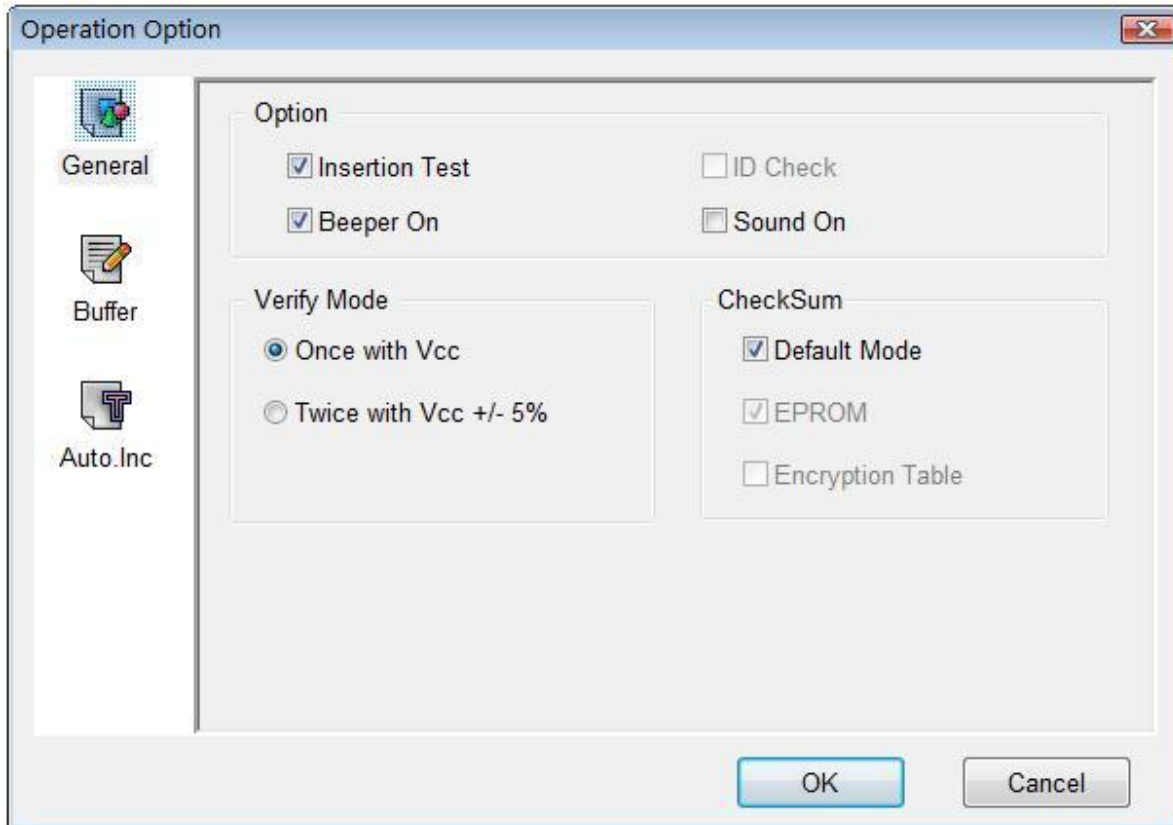 Operation Option
General
Buffer
Auto.Inc
Option
Insertion Test
ID Check
Beeper On
Sound On
Verify Mode
Once with Vcc
Twice with Vcc +/- 5%
CheckSum
Default Mode
EPROM
Encryption Table
OK
Cancel